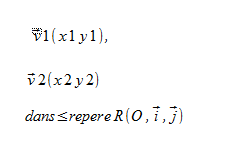 v⃗1(x1 y1),
v⃗2(x2 y2)
dans≤repere R(O, i⃗, j⃗)